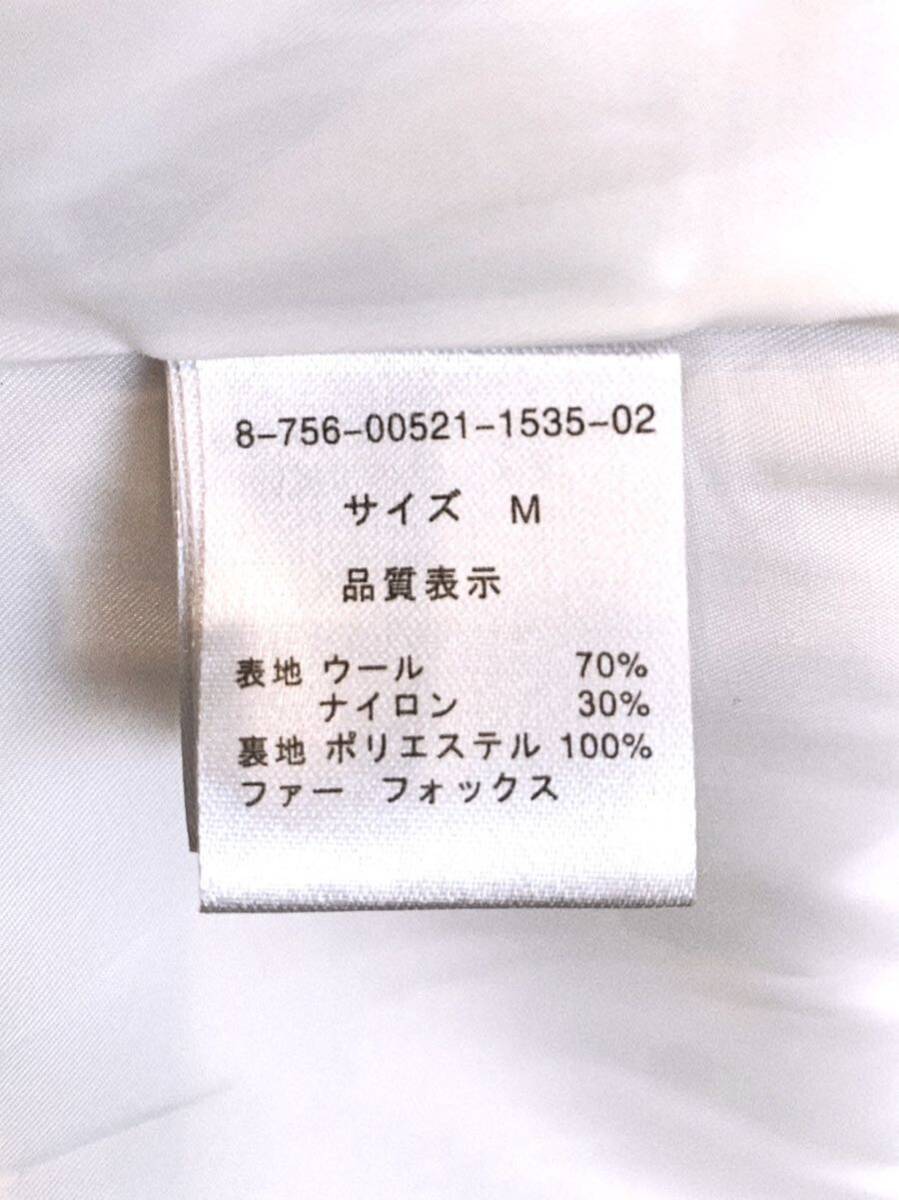 8-756-00521-1535-02
サイズ M
品質表示
表地 ウール 70%
ナイロン 30%
裏地 ポリエステル 100%
ファー フォックス